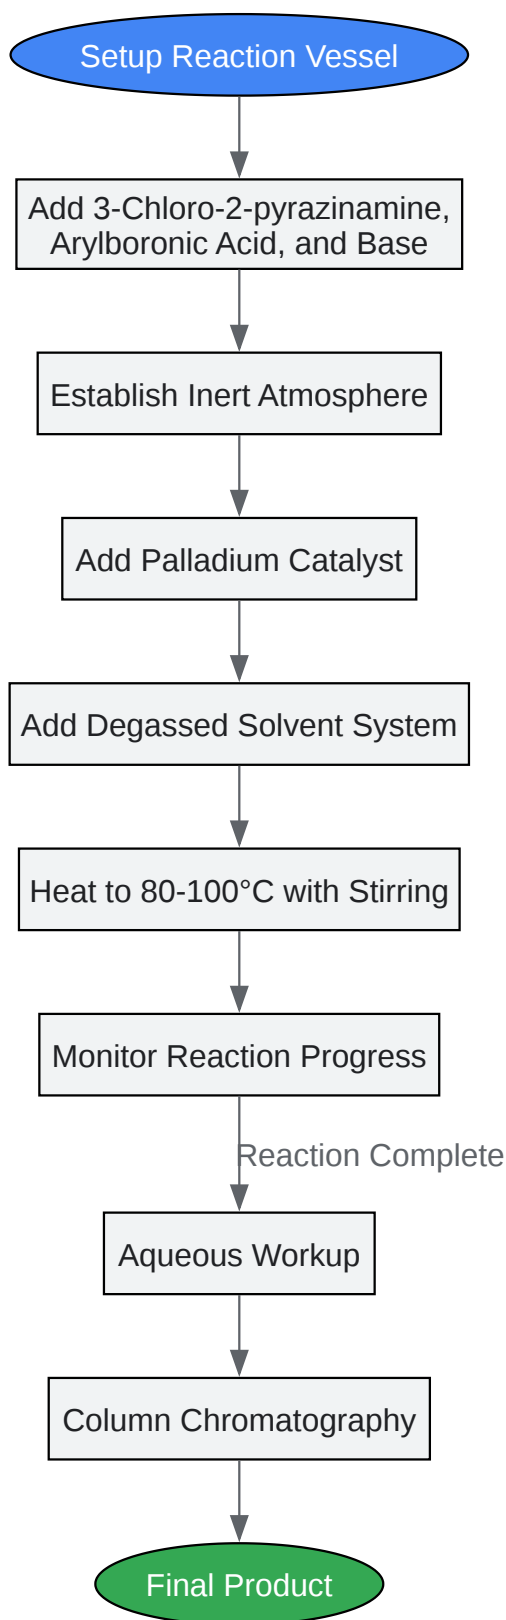 Setup Reaction Vessel
Add 3-Chloro-2-pyrazinamine,
Arylboronic Acid, and Base
Establish Inert Atmosphere
Add Palladium Catalyst
Add Degassed Solvent System
Heat to 80-100°C with Stirring
Monitor Reaction Progress
Reaction Complete
Aqueous Workup
Column Chromatography
Final Product